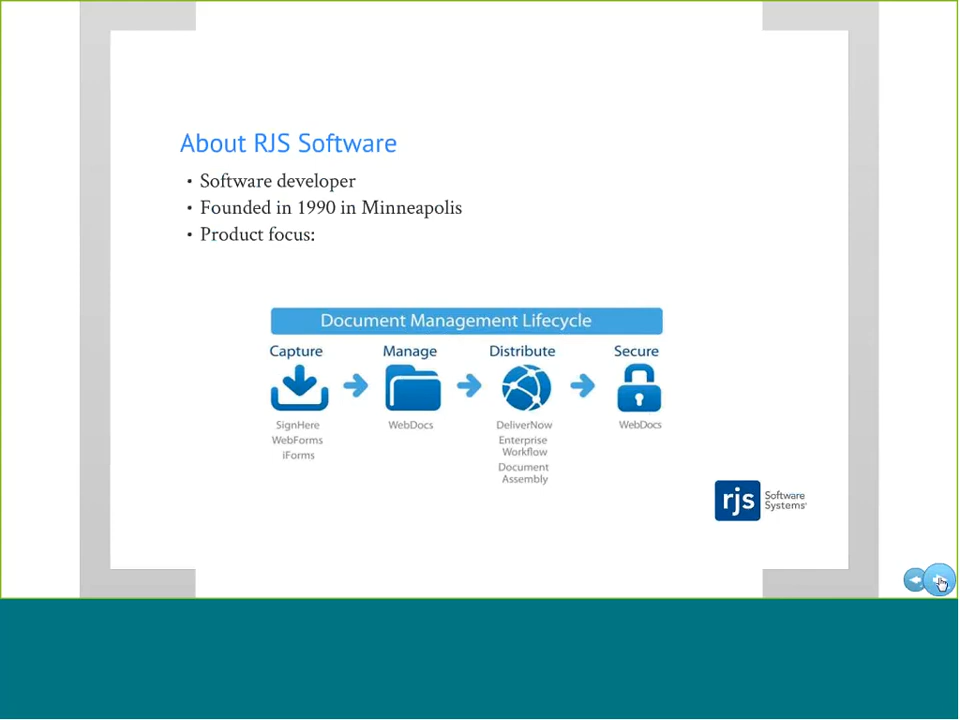 About RJS Software
• Software developer
• Founded in 1990 in Minneapolis
• Product focus:
Document Management Lifecycle
Capture Manage Distribute Secure
SignHere WebDocs DeliverNow WebDocs
WebForms Enterprise
Workflow
iForms Document
Assembly
rjs Software
Systems